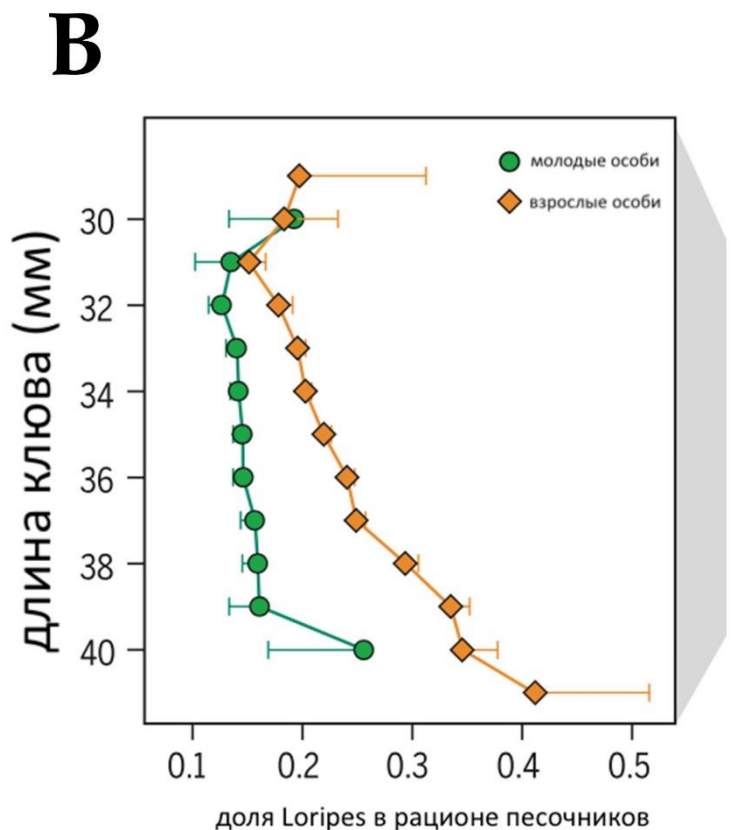 B
молодые особи
взрослые особи
длина клюва (мм)
30
32
34
36
38
40
0.1 0.2 0.3 0.4 0.5
доля Loripes в рационе песочников